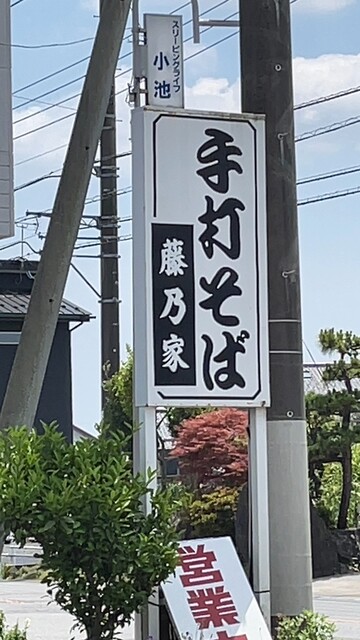 スリーピングライフ
小池
手打そば
藤乃家
営業